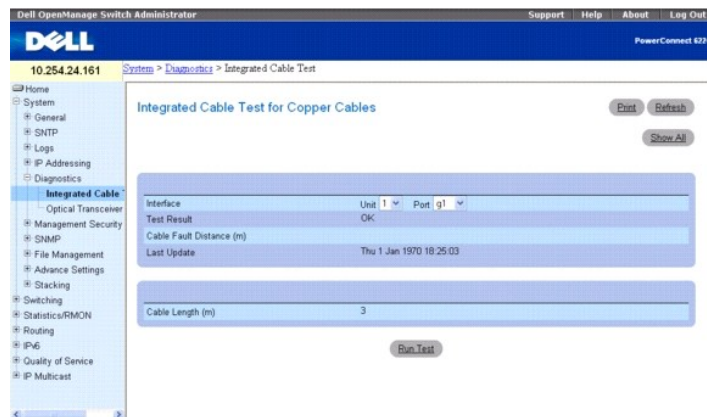 Dell OpenManage Switch Administrator
Support Help About Log Out
DELL
PowerConnect 622
10.254.24.161
System > Diagnostics > Integrated Cable Test
Home
System
General
SNTP
Logs
IP Addressing
Diagnostics
Integrated Cable
Optical Transceiver
Management Security
SNMP
File Management
Advance Settings
Stacking
Switching
Statistics/RMON
Routing
IPv6
Quality of Service
IP Multicast
Integrated Cable Test for Copper Cables
Print Refresh
Show All
Interface Unit 1 Port g1
Test Result OK
Cable Fault Distance (m)
Last Update Thu 1 Jan 1970 18:25:03
Cable Length (m) 3
Run Test